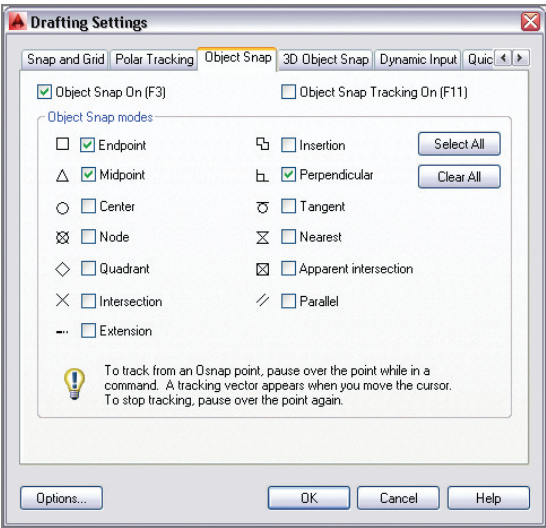 Drafting Settings
Snap and Grid Polar Tracking Object Snap 3D Object Snap Dynamic Input Quic
Object Snap On (F3) Object Snap Tracking On (F11)
Object Snap modes
Endpoint Insertion Select All
Midpoint Perpendicular Clear All
Center Tangent
Node Nearest
Quadrant Apparent intersection
Intersection Parallel
Extension
To track from an Osnap point, pause over the point while in a
command. A tracking vector appears when you move the cursor.
To stop tracking, pause over the point again.
Options... OK Cancel Help